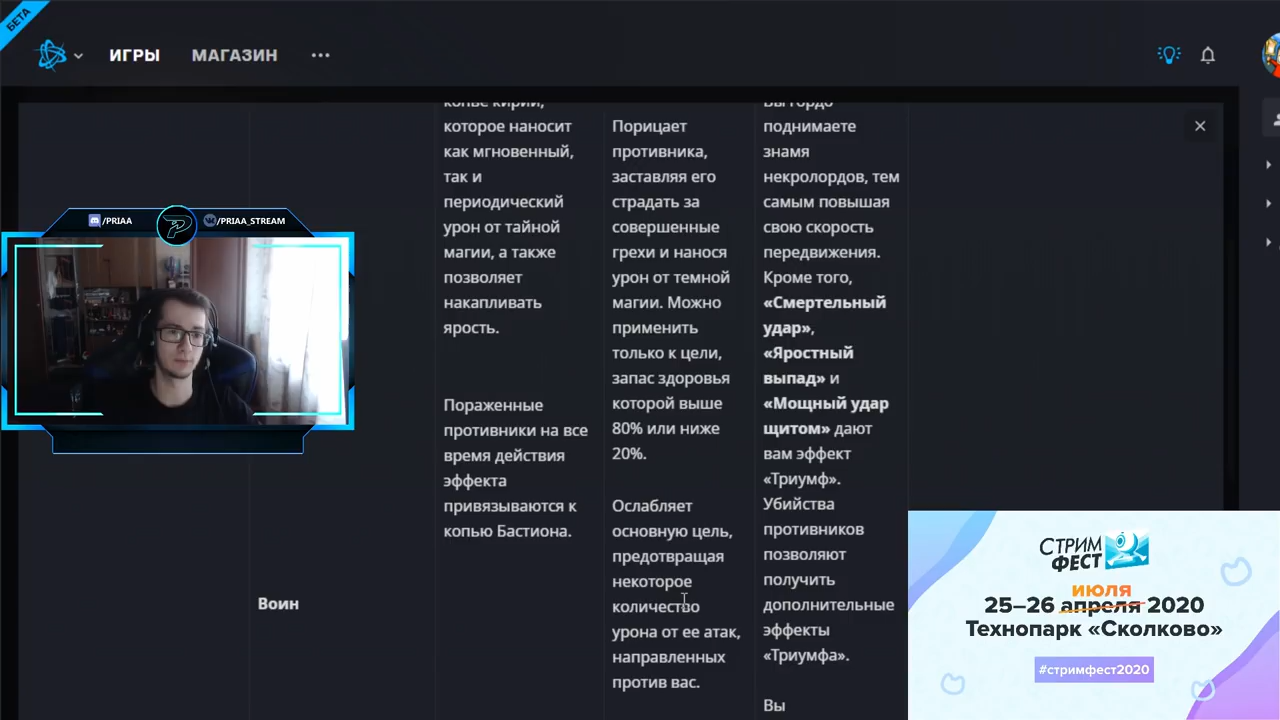 БЕТА
ИГРЫ
МАГАЗИН
копье кирий,
которое наносит
как мгновенный,
так и
периодический
урон от тайной
магии, а также
позволяет
накапливать
ярость.
Пораженные
противники на все
время действия
эффекта
привязываются к
копью Бастиона.
Порицает
противника,
заставляя его
страдать за
совершенные
грехи и нанося
урон от темной
магии. Можно
применить
только к цели,
запас здоровья
которой выше
80% или ниже
20%.
Ослабляет
основную цель,
предотвращая
некоторое
количество
урона от ее атак,
направленных
против вас.
Вы гордо
поднимаете
знамя
некролордов, тем
самым повышая
свою скорость
передвижения.
Кроме того,
«Смертельный
удар»,
«Яростный
выпад» и
«Мощный удар
щитом» дают
вам эффект
«Триумф».
Убийства
противников
позволяют
получить
дополнительные
эффекты
«Триумфа».
Вы
Воин
/PRIAA
/PRIAA_STREAM
СТРИМ
ФЕСТ
июля
25–26 апреля 2020
Технопарк «Сколково»
#стримфест2020